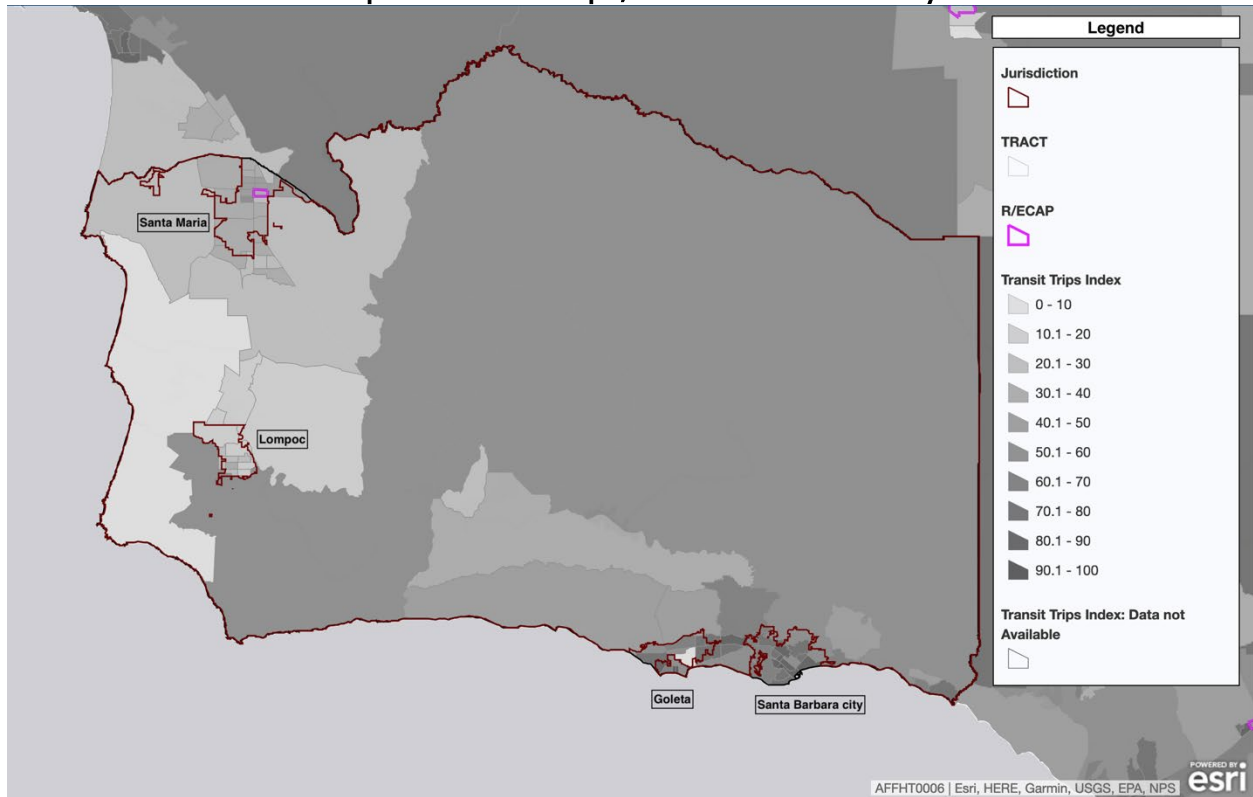 Legend
Jurisdiction
TRACT
R/ECAP
Transit Trips Index
0 - 10
10.1 - 20
20.1 - 30
30.1 - 40
40.1 - 50
50.1 - 60
60.1 - 70
70.1 - 80
80.1 - 90
90.1 - 100
Transit Trips Index: Data not
Available
Santa Maria
Lompoc
Goleta
Santa Barbara city
AFFHT0006 | Esri, HERE, Garmin, USGS, EPA, NPS
POWERED BY
esri